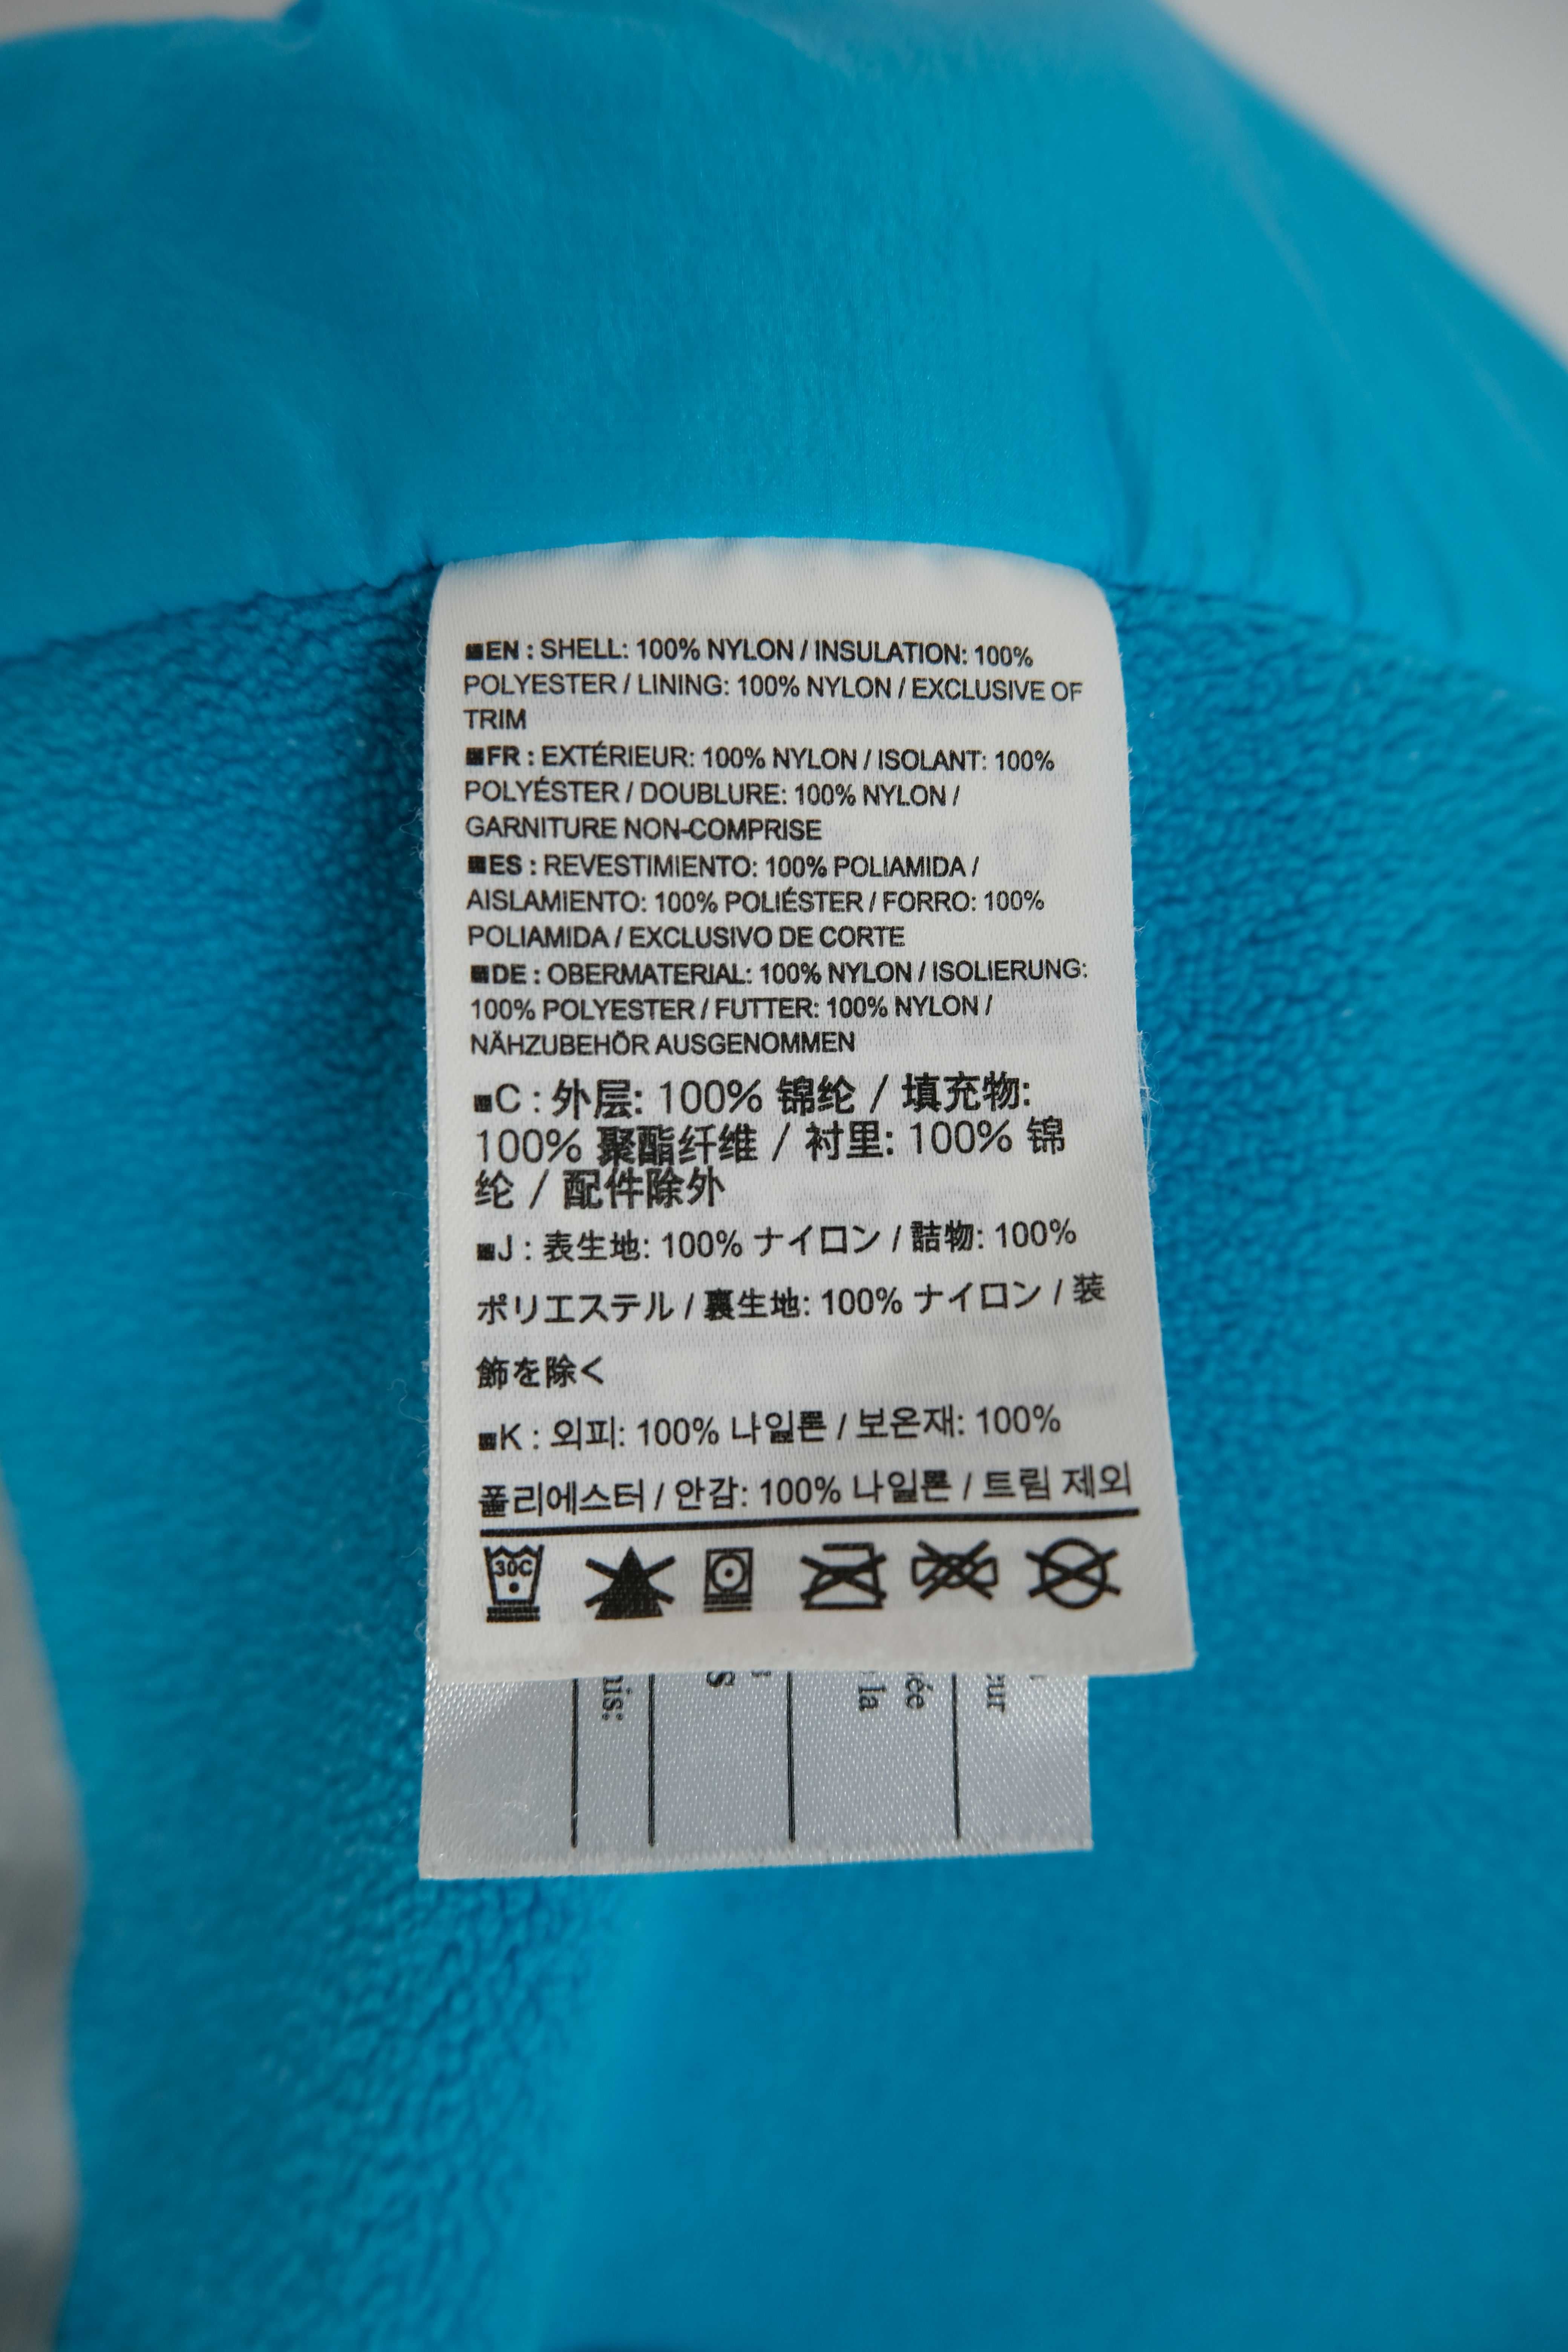 ■EN : SHELL: 100% NYLON / INSULATION: 100%
POLYESTER / LINING: 100% NYLON / EXCLUSIVE OF
TRIM
■FR : EXTÉRIEUR: 100% NYLON / ISOLANT: 100%
POLYÉSTER / DOUBLURE: 100% NYLON /
GARNITURE NON-COMPRISE
■ES : REVESTIMIENTO: 100% POLIAMIDA /
AISLAMIENTO: 100% POLIÉSTER / FORRO: 100%
POLIAMIDA / EXCLUSIVO DE CORTE
■DE : OBERMATERIAL: 100% NYLON / ISOLIERUNG:
100% POLYESTER / FUTTER: 100% NYLON /
NÄHZUBEHÖR AUSGENOMMEN
■C : 外层: 100% 锦纶 / 填充物:
100% 聚酯纤维 / 衬里: 100% 锦
纶 / 配件除外
■J : 表生地: 100% ナイロン / 詰物: 100%
ポリエステル / 裏生地: 100% ナイロン / 装
飾を除く
■K : 외피: 100% 나일론 / 보온재: 100%
폴리에스터 / 안감: 100% 나일론 / 트림 제외
30C
la